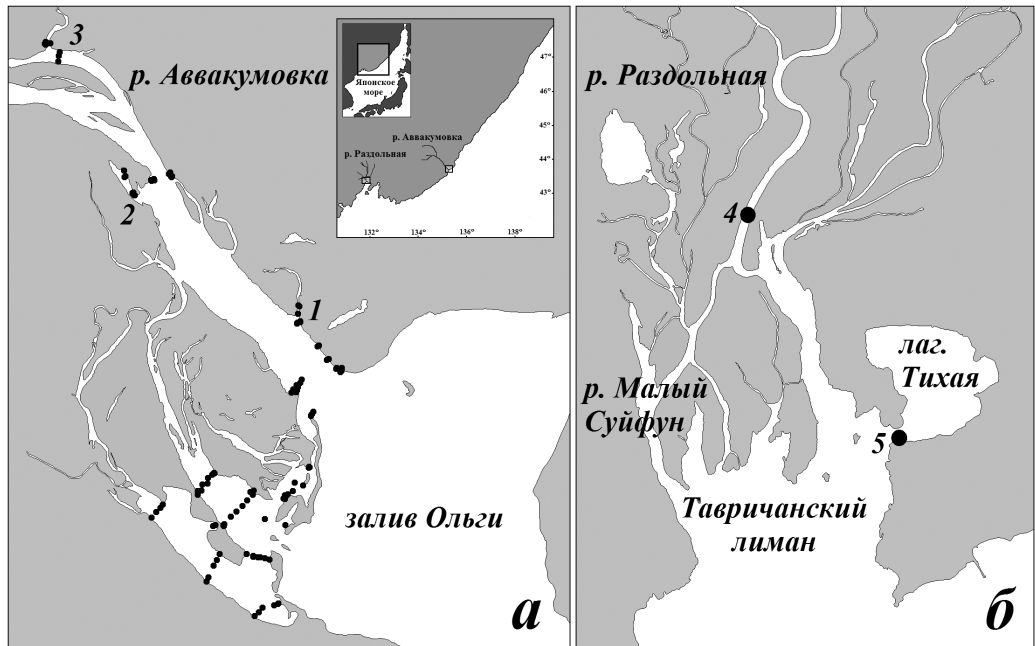 3
р. Аввакумовка
Японское
море
р. Аввакумовка
р. Раздольная
47°
46°
45°
44°
43°
132°
134°
136°
138°
2
1
залив Ольги
а
р. Раздольная
4
лаг.
Тихая
р. Малый
Суйфун
5
Тавричанский
лиман
б